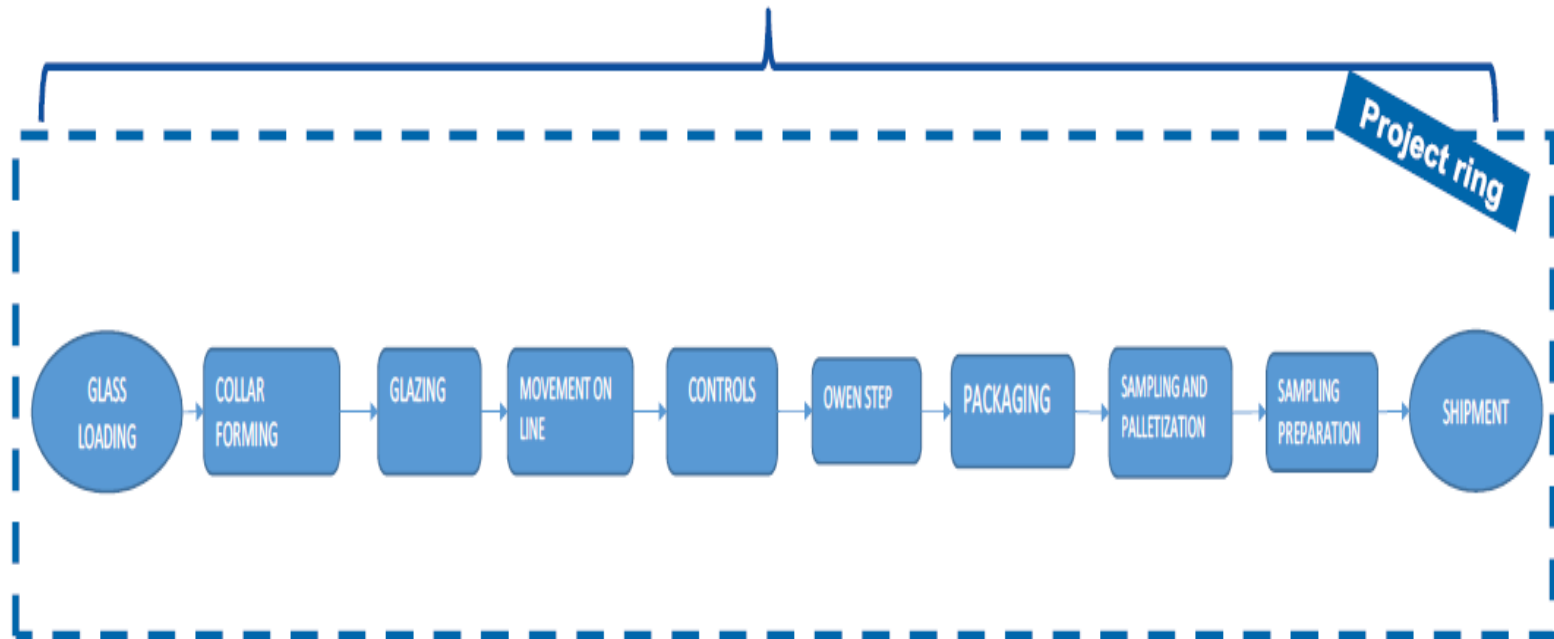 Project ring
GLASS
LOADING
COLLAR
FORMING
GLAZING
MOVEMENT ON
LINE
CONTROLS
OWEN STEP
PACKAGING
SAMPLING AND
PALLETIZATION
SAMPLING
PREPARATION
SHIPMENT